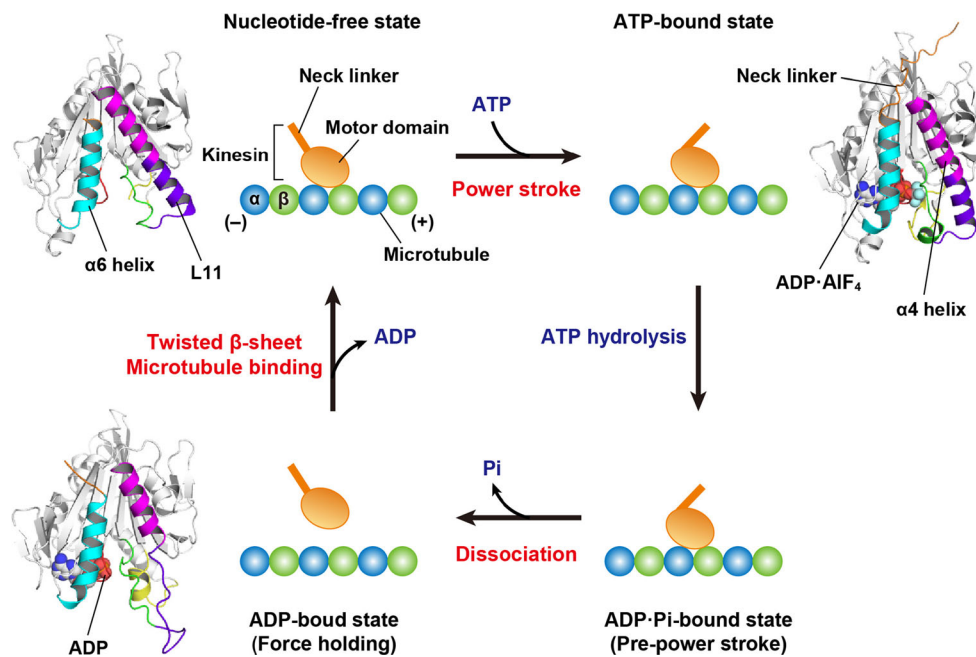 Nucleotide-free state
ATP-bound state
Neck linker
Motor domain
Kinesin
α
β
(–)
(+)
Microtubule
α6 helix
L11
ATP
Power stroke
Neck linker
ADP·AlF₄
α4 helix
Twisted β-sheet
Microtubule binding
ADP
ATP hydrolysis
Pi
Dissociation
ADP
ADP-boud state
(Force holding)
ADP·Pi-bound state
(Pre-power stroke)